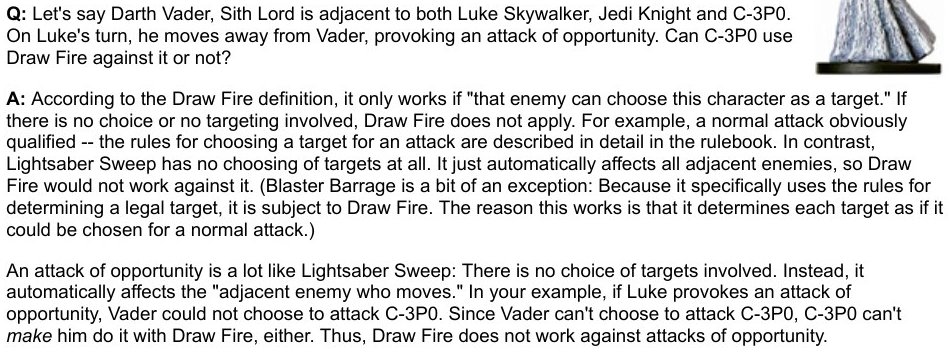 Q: Let's say Darth Vader, Sith Lord is adjacent to both Luke Skywalker, Jedi Knight and C-3P0.
On Luke's turn, he moves away from Vader, provoking an attack of opportunity. Can C-3P0 use
Draw Fire against it or not?
A: According to the Draw Fire definition, it only works if "that enemy can choose this character as a target." If
there is no choice or no targeting involved, Draw Fire does not apply. For example, a normal attack obviously
qualified -- the rules for choosing a target for an attack are described in detail in the rulebook. In contrast,
Lightsaber Sweep has no choosing of targets at all. It just automatically affects all adjacent enemies, so Draw
Fire would not work against it. (Blaster Barrage is a bit of an exception: Because it specifically uses the rules for
determining a legal target, it is subject to Draw Fire. The reason this works is that it determines each target as if it
could be chosen for a normal attack.)
An attack of opportunity is a lot like Lightsaber Sweep: There is no choice of targets involved. Instead, it
automatically affects the "adjacent enemy who moves." In your example, if Luke provokes an attack of
opportunity, Vader could not choose to attack C-3P0. Since Vader can't choose to attack C-3P0, C-3P0 can't
make him do it with Draw Fire, either. Thus, Draw Fire does not work against attacks of opportunity.